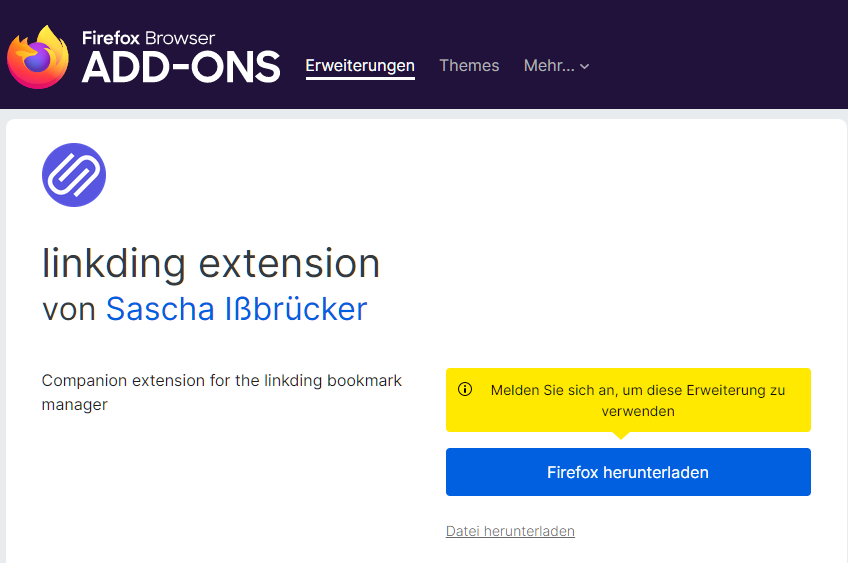 Firefox Browser
ADD-ONS
Erweiterungen Themes Mehr...
linkding extension
von Sascha Ißbrücker
Companion extension for the linkding bookmark
manager
Melden Sie sich an, um diese Erweiterung zu
verwenden
Firefox herunterladen
Datei herunterladen